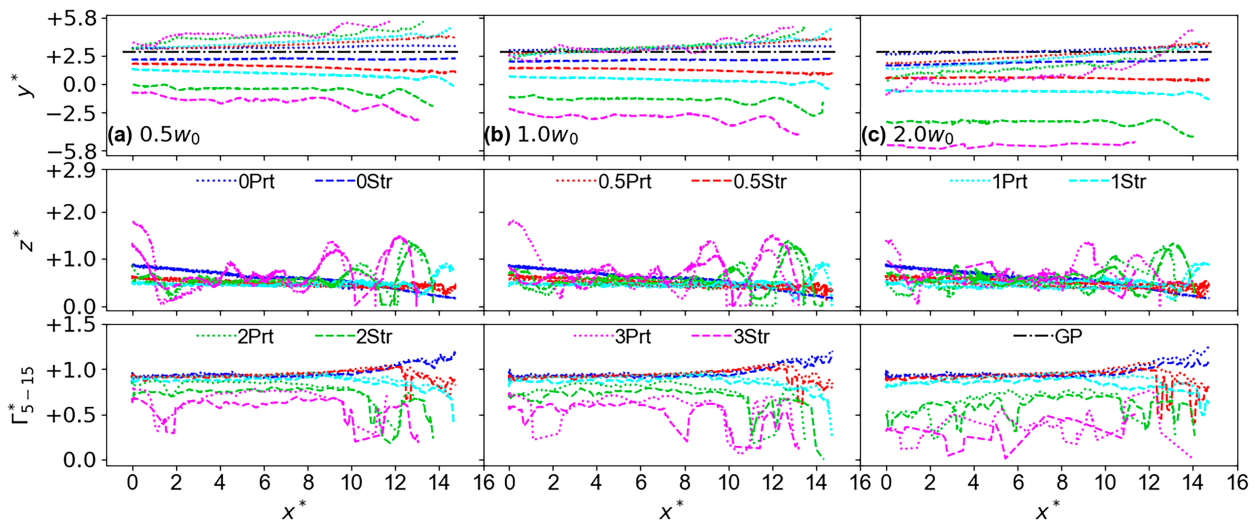 +5.8
+2.5
0.0
−2.5
−5.8
y*
(a) 0.5w₀
(b) 1.0w₀
(c) 2.0w₀
+2.9
+2.0
+1.0
0.0
z*
0Prt 0Str 0.5Prt 0.5Str 1Prt 1Str
+1.5
+1.0
+0.5
0.0
Γ*₅₋₁₅
2Prt 2Str 3Prt 3Str GP
0 2 4 6 8 10 12 14 16 0 2 4 6 8 10 12 14 16 0 2 4 6 8 10 12 14 16
x* x* x*